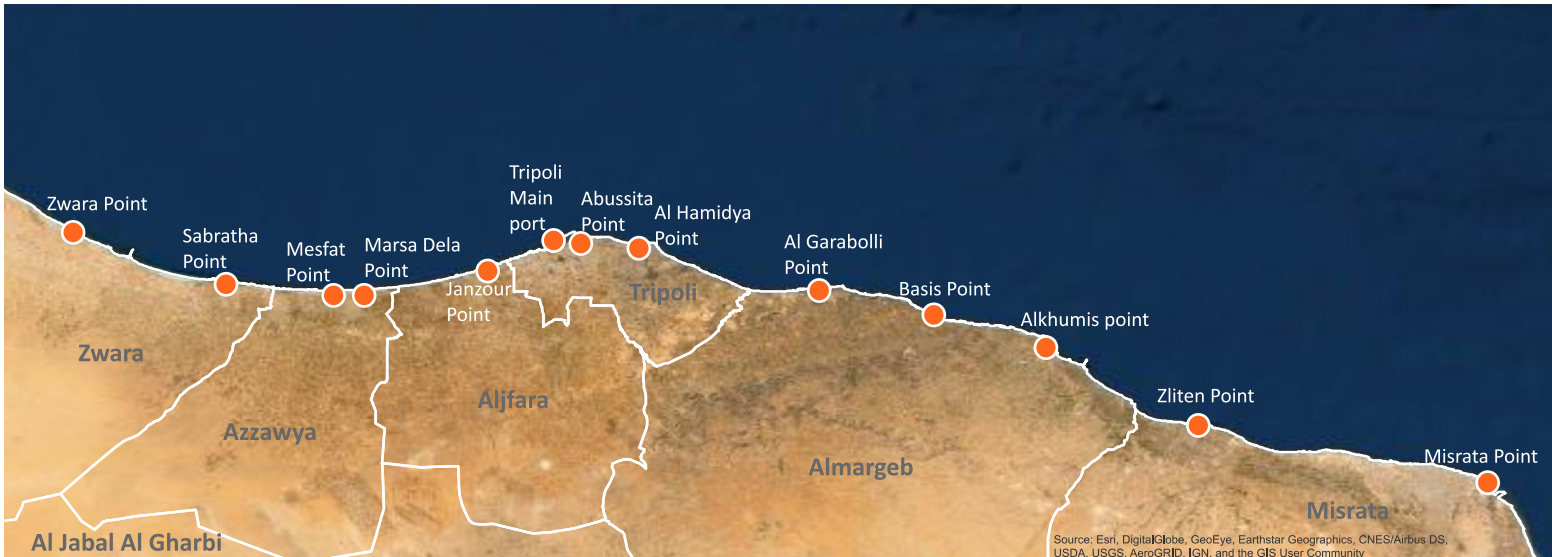 Zwara Point
Sabratha
Point
Mesfat
Point
Marsa Dela
Point
Janzour
Point
Tripoli
Main
port
Abussita
Point
Al Hamidya
Point
Al Garabolli
Point
Basis Point
Alkhumis point
Zliten Point
Misrata Point
Zwara
Azzawya
Aljfara
Tripoli
Almargeb
Misrata
Al Jabal Al Gharbi
Source: Esri, DigitalGlobe, GeoEye, Earthstar Geographics, CNES/Airbus DS,
USDA, USGS, AeroGRID, IGN, and the GIS User Community